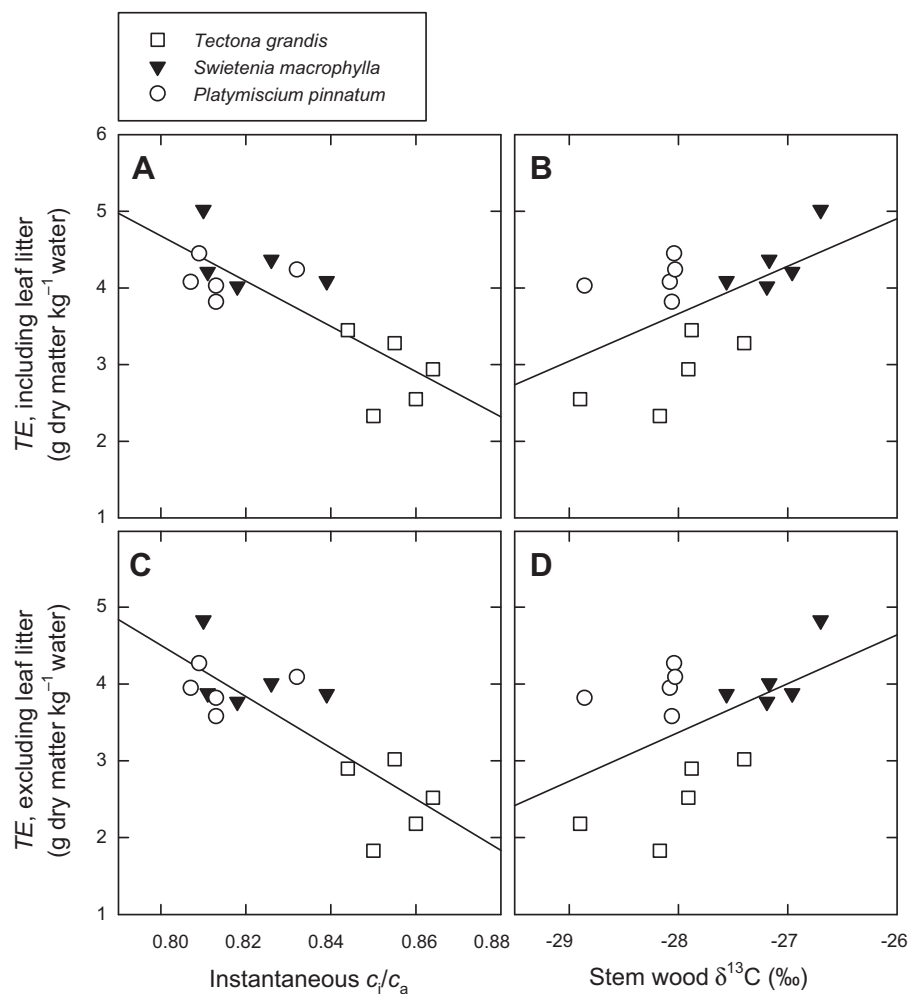 Tectona grandis
Swietenia macrophylla
Platymiscium pinnatum
A
B
TE, including leaf litter
(g dry matter kg⁻¹ water)
6
5
4
3
2
1
C
D
TE, excluding leaf litter
(g dry matter kg⁻¹ water)
5
4
3
2
1
0.80 0.82 0.84 0.86 0.88
-29 -28 -27 -26
Instantaneous cᵢ/cₐ
Stem wood δ¹³C (‰)